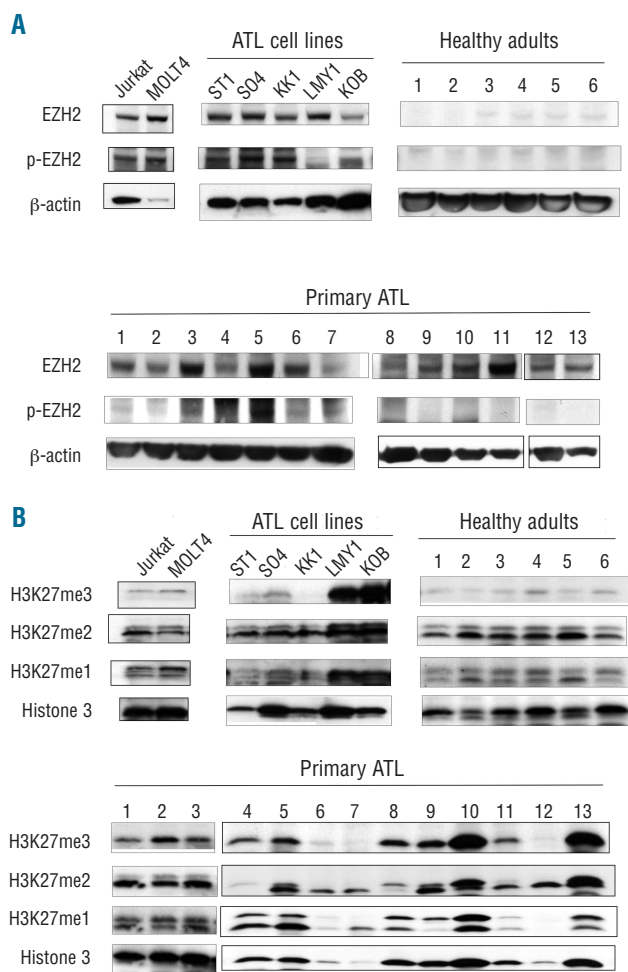 A
ATL cell lines Healthy adults
Jurkat MOLT4 ST1 SO4 KK1 LMY1 KOB 1 2 3 4 5 6
EZH2
p-EZH2
β-actin
Primary ATL
1 2 3 4 5 6 7 8 9 10 11 12 13
EZH2
p-EZH2
β-actin
B
ATL cell lines Healthy adults
Jurkat MOLT4 ST1 SO4 KK1 LMY1 KOB 1 2 3 4 5 6
H3K27me3
H3K27me2
H3K27me1
Histone 3
Primary ATL
1 2 3 4 5 6 7 8 9 10 11 12 13
H3K27me3
H3K27me2
H3K27me1
Histone 3